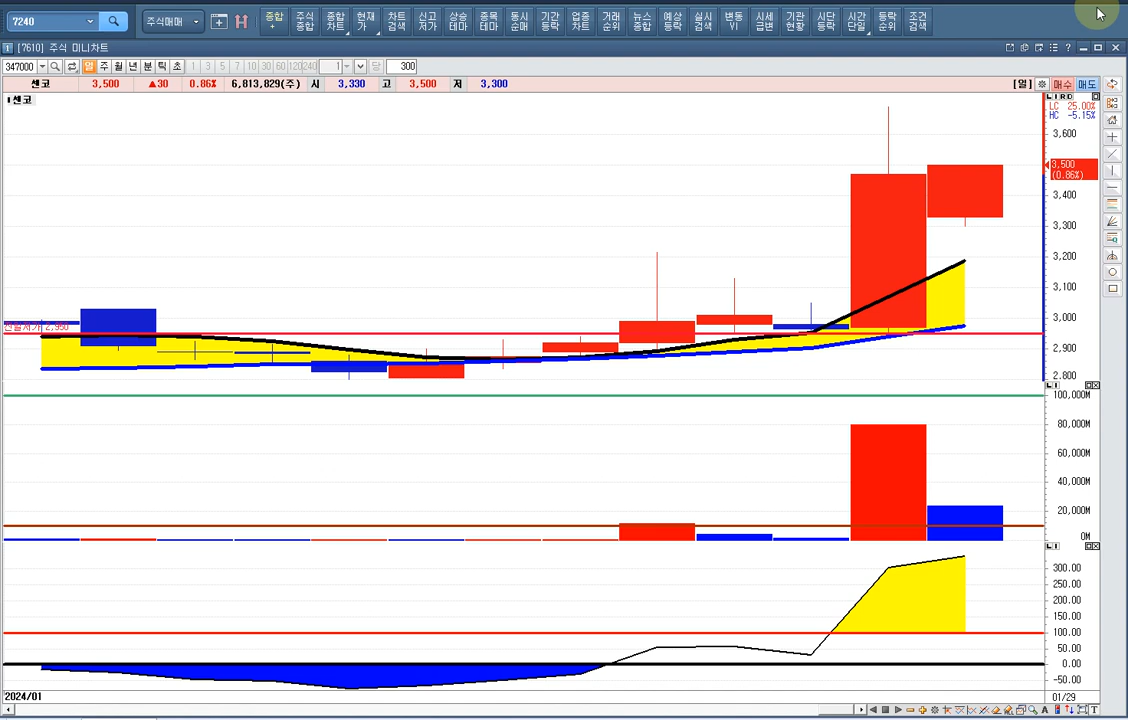 7240 주식매매 종합+ 주식종합 종합차트 현재가 차트검색 신고저가 상승테마 종목테마 동시순매 기간등락 업종차트 거래순위 뉴스종합 예상등락 실시검색 변동VI 시세급변 기관현황 시단등락 시간단일 등락순위 조건검색
1 [7610] 주식 미니차트
347000 일 주 월 년 분 틱 초 1 3 5 7 10 30 60 120 240 1 당 300
센코 3,500 ▲30 0.86% 6,813,829(주) 시 3,330 고 3,500 저 3,300 [일] 매수 매도
센코
L I R D
LC 25.00%
HC -5.15%
3,600
3,500
(0.86%)
3,400
3,300
3,200
3,100
3,000
2,950
2,900
2,800
L I
100,000M
80,000M
60,000M
40,000M
20,000M
0M
L I
300.00
250.00
200.00
150.00
100.00
50.00
0.00
-50.00
2024/01 01/29
A T